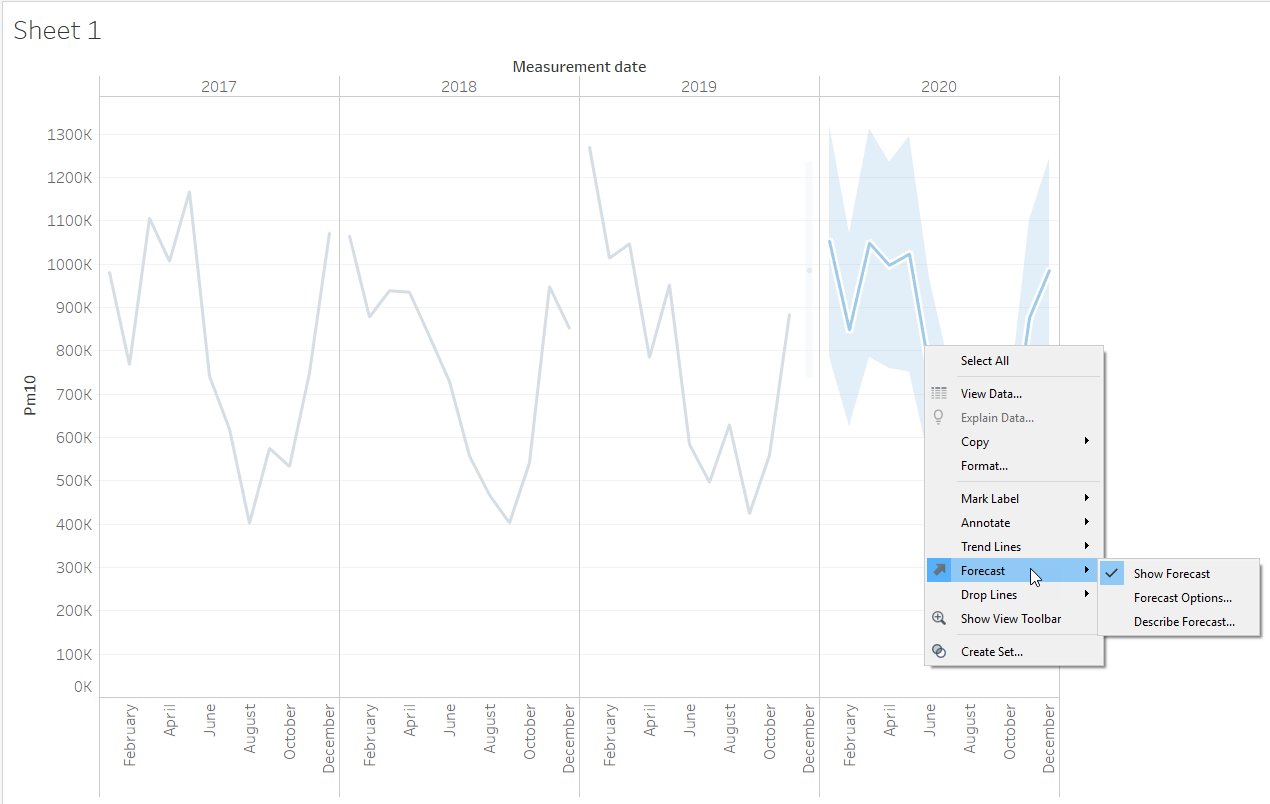 Sheet 1
Measurement date
2017 2018 2019 2020
1300K
1200K
1100K
1000K
900K
800K
700K
600K
500K
400K
300K
200K
100K
0K
Pm10
February April June August October December February April June August October December February April June August October December February April June August October December
Select All
View Data...
Explain Data...
Copy
Format...
Mark Label
Annotate
Trend Lines
Forecast
Drop Lines
Show View Toolbar
Create Set...
Show Forecast
Forecast Options...
Describe Forecast...